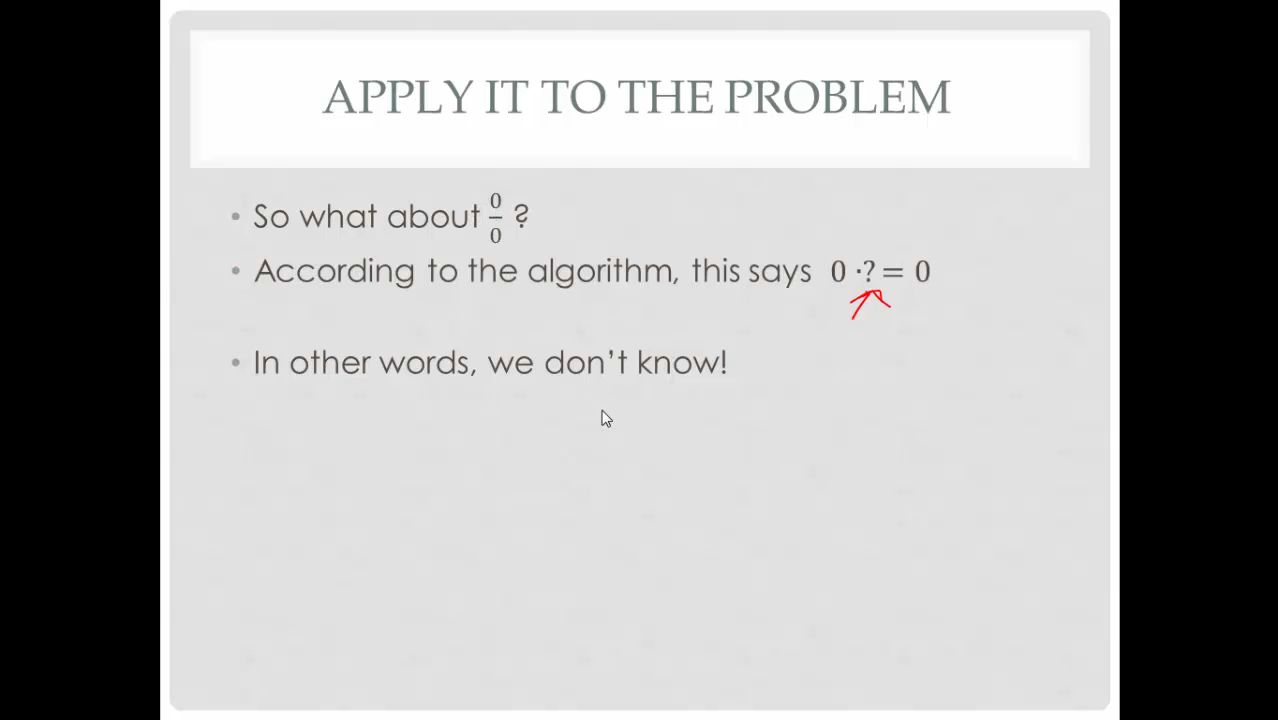 APPLY IT TO THE PROBLEM
• So what about 0/0 ?
• According to the algorithm, this says 0 ·? = 0
• In other words, we don’t know!